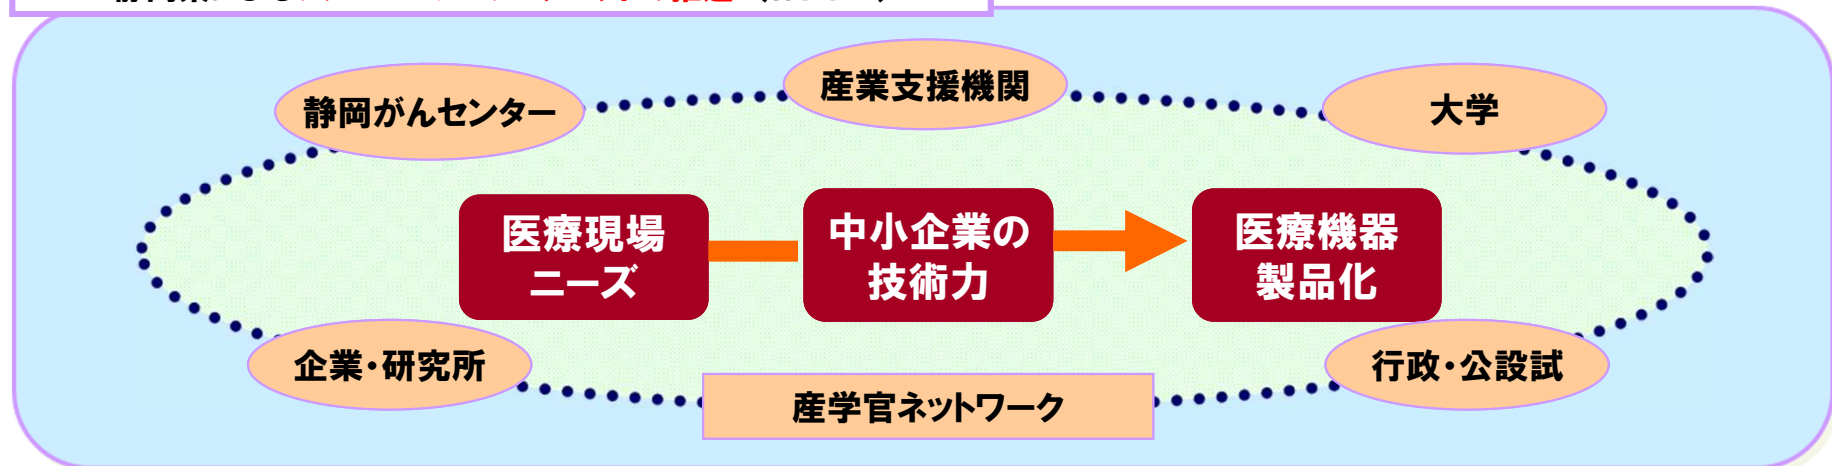 産業支援機関
静岡がんセンター
大学
医療現場
ニーズ
中小企業の
技術力
医療機器
製品化
企業・研究所
行政・公設試
産学官ネットワーク